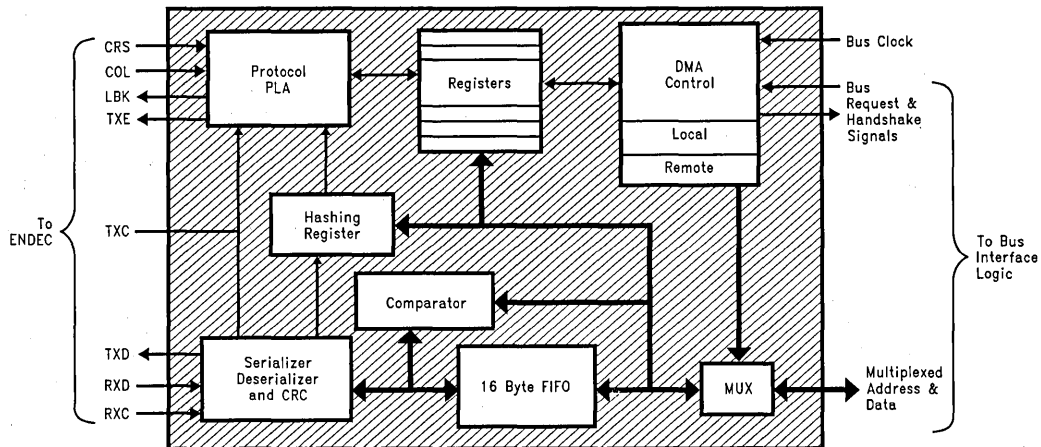 CRS
COL
LBK
TXE
Protocol
PLA
Registers
DMA
Control
Local
Remote
Bus Clock
Bus
Request &
Handshake
Signals
To
ENDEC
TXC
Hashing
Register
To Bus
Interface
Logic
Comparator
TXD
RXD
RXC
Serializer
Deserializer
and CRC
16 Byte FIFO
MUX
Multiplexed
Address &
Data